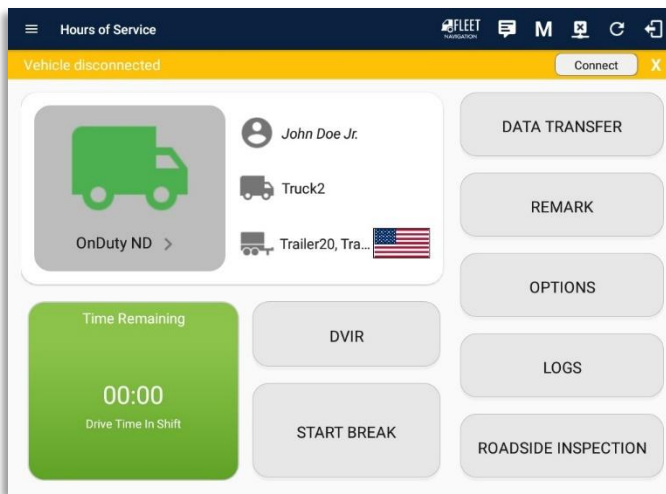 Hours of Service
FLEET
NAVIGATION
M
Vehicle disconnected
Connect
X
John Doe Jr.
Truck2
Trailer20, Tra...
OnDuty ND >
DATA TRANSFER
REMARK
OPTIONS
LOGS
ROADSIDE INSPECTION
Time Remaining
00:00
Drive Time In Shift
DVIR
START BREAK